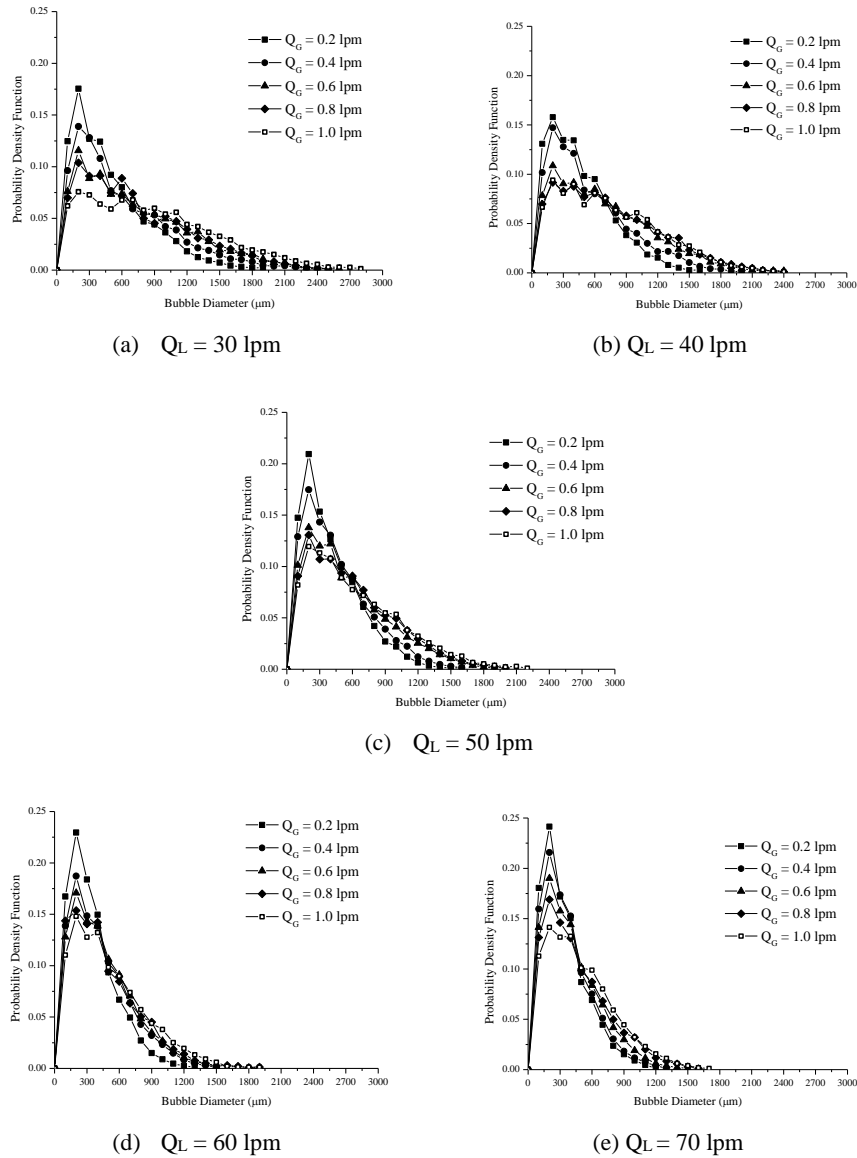 Q_G = 0.2 lpm
Q_G = 0.4 lpm
Q_G = 0.6 lpm
Q_G = 0.8 lpm
Q_G = 1.0 lpm
Probability Density Function
0.25
0.20
0.15
0.10
0.05
0.00
0 300 600 900 1200 1500 1800 2100 2400 2700 3000
Bubble Diameter (μm)
(a) Q_L = 30 lpm
Q_G = 0.2 lpm
Q_G = 0.4 lpm
Q_G = 0.6 lpm
Q_G = 0.8 lpm
Q_G = 1.0 lpm
Probability Density Function
0.25
0.20
0.15
0.10
0.05
0.00
0 300 600 900 1200 1500 1800 2100 2400 2700 3000
Bubble Diameter (μm)
(b) Q_L = 40 lpm
Q_G = 0.2 lpm
Q_G = 0.4 lpm
Q_G = 0.6 lpm
Q_G = 0.8 lpm
Q_G = 1.0 lpm
Probability Density Function
0.25
0.20
0.15
0.10
0.05
0.00
0 300 600 900 1200 1500 1800 2100 2400 2700 3000
Bubble Diameter (μm)
(c) Q_L = 50 lpm
Q_G = 0.2 lpm
Q_G = 0.4 lpm
Q_G = 0.6 lpm
Q_G = 0.8 lpm
Q_G = 1.0 lpm
Probability Density Function
0.25
0.20
0.15
0.10
0.05
0.00
0 300 600 900 1200 1500 1800 2100 2400 2700 3000
Bubble Diameter (μm)
(d) Q_L = 60 lpm
Q_G = 0.2 lpm
Q_G = 0.4 lpm
Q_G = 0.6 lpm
Q_G = 0.8 lpm
Q_G = 1.0 lpm
Probability Density Function
0.25
0.20
0.15
0.10
0.05
0.00
0 300 600 900 1200 1500 1800 2100 2400 2700 3000
Bubble Diameter (μm)
(e) Q_L = 70 lpm